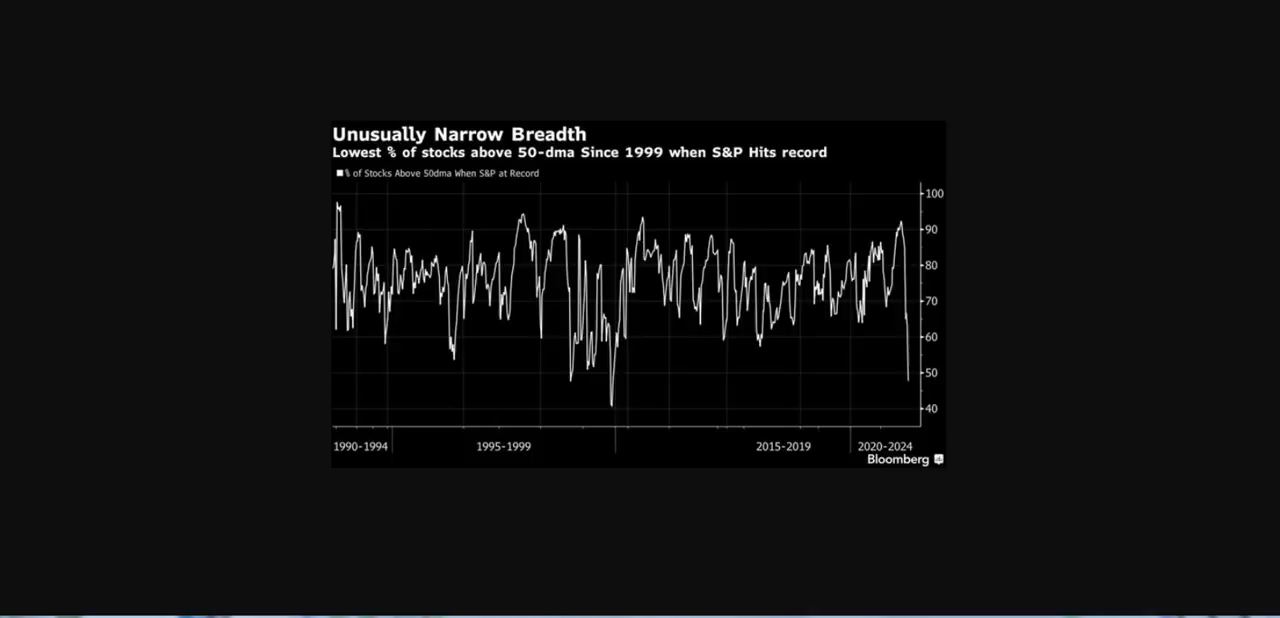 Unusually Narrow Breadth
Lowest % of stocks above 50-dma Since 1999 when S&P Hits record
% of Stocks Above 50dma When S&P at Record
100
90
80
70
60
50
40
1990-1994 1995-1999 2015-2019 2020-2024
Bloomberg